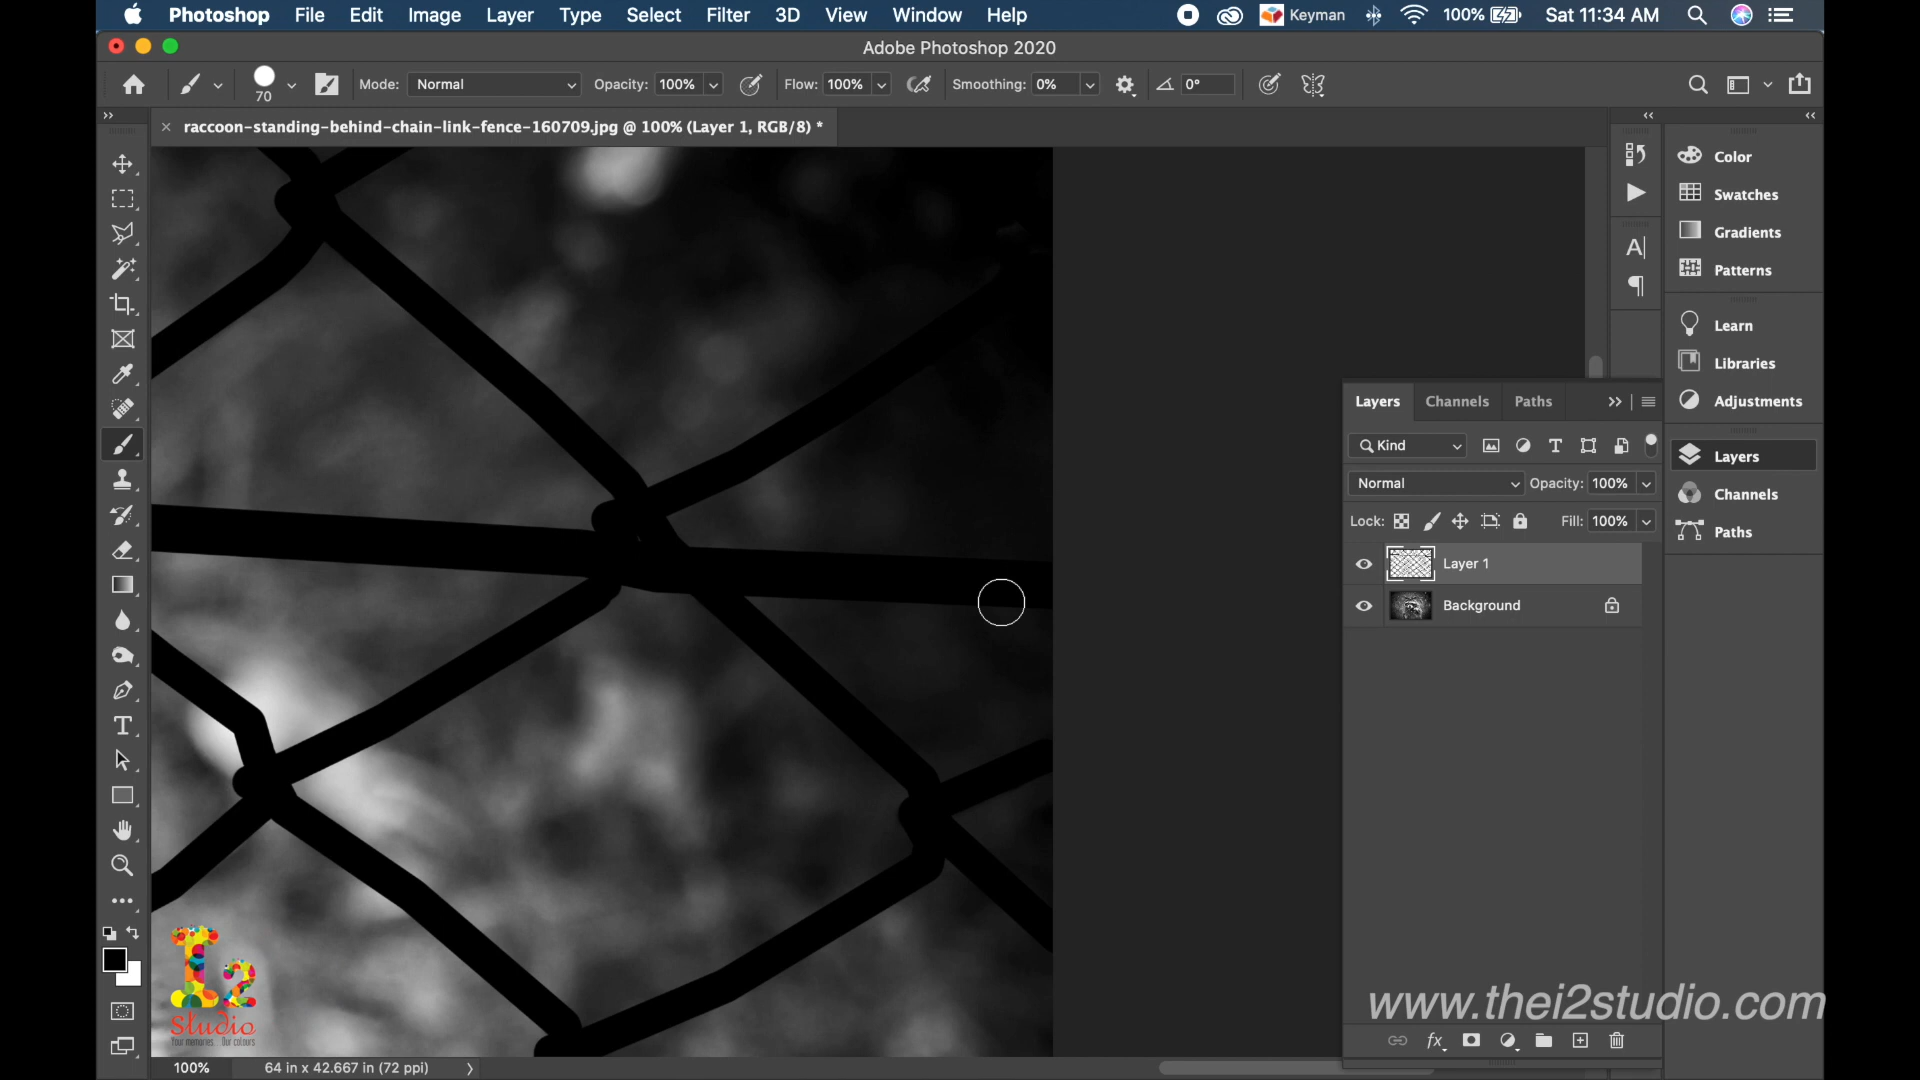 Photoshop File Edit Image Layer Type Select Filter 3D View Window Help Keyman 100% Sat 11:34 AM
Adobe Photoshop 2020
70 Mode: Normal Opacity: 100% Flow: 100% Smoothing: 0% 0°
raccoon-standing-behind-chain-link-fence-160709.jpg @ 100% (Layer 1, RGB/8) *
Color
Swatches
Gradients
Patterns
Learn
Libraries
Adjustments
Layers
Channels
Paths
Layers Channels Paths
Kind
Normal Opacity: 100%
Lock: Fill: 100%
Layer 1
Background
fx
I2
Studio
Your memories. Our colours
www.thei2studio.com
100% 64 in x 42.667 in (72 ppi)